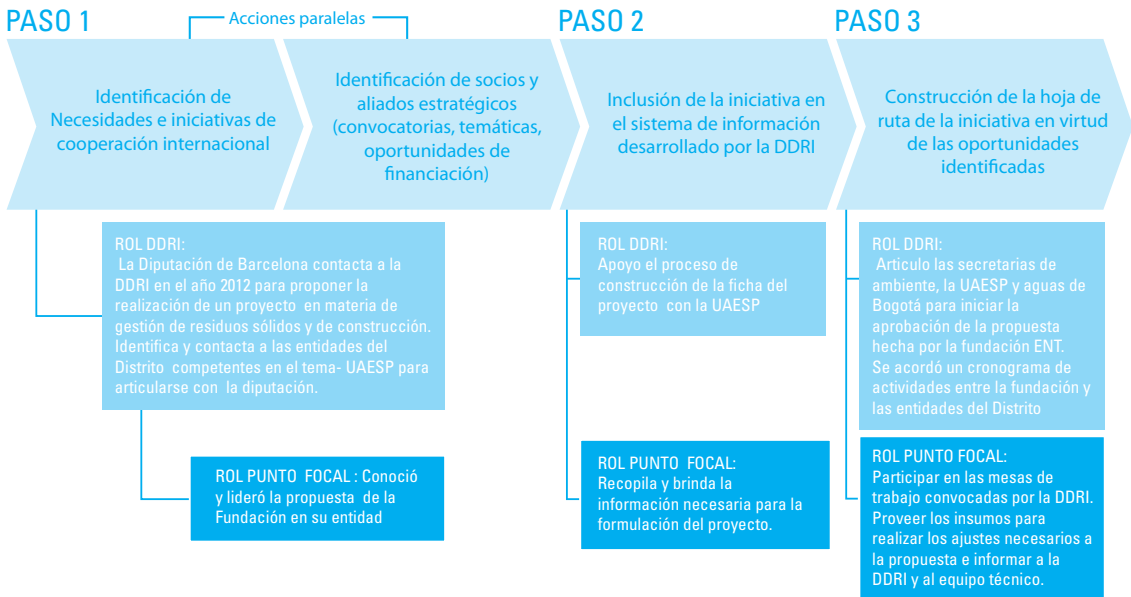 PASO 1
Acciones paralelas
PASO 2
PASO 3
Identificación de
Necesidades e iniciativas de
cooperación internacional
Identificación de socios y
aliados estratégicos
(convocatorias, temáticas,
oportunidades de
financiación)
Inclusión de la iniciativa en
el sistema de información
desarrollado por la DDRI
Construcción de la hoja de
ruta de la iniciativa en virtud
de las oportunidades
identificadas
ROL DDRI:
La Diputación de Barcelona contacta a la
DDRI en el año 2012 para proponer la
realización de un proyecto en materia de
gestión de residuos sólidos y de construcción.
Identifica y contacta a las entidades del
Distrito competentes en el tema- UAESP para
articularse con la diputación.
ROL PUNTO FOCAL : Conoció
y lideró la propuesta de la
Fundación en su entidad
ROL DDRI:
Apoyo el proceso de
construcción de la ficha del
proyecto con la UAESP
ROL PUNTO FOCAL:
Recopila y brinda la
información necesaria para la
formulación del proyecto.
ROL DDRI:
Articulo las secretarias de
ambiente, la UAESP y aguas de
Bogotá para iniciar la
aprobación de la propuesta
hecha por la fundación ENT.
Se acordó un cronograma de
actividades entre la fundación y
las entidades del Distrito
ROL PUNTO FOCAL:
Participar en las mesas de
trabajo convocadas por la DDRI.
Proveer los insumos para
realizar los ajustes necesarios a
la propuesta e informar a la
DDRI y al equipo técnico.